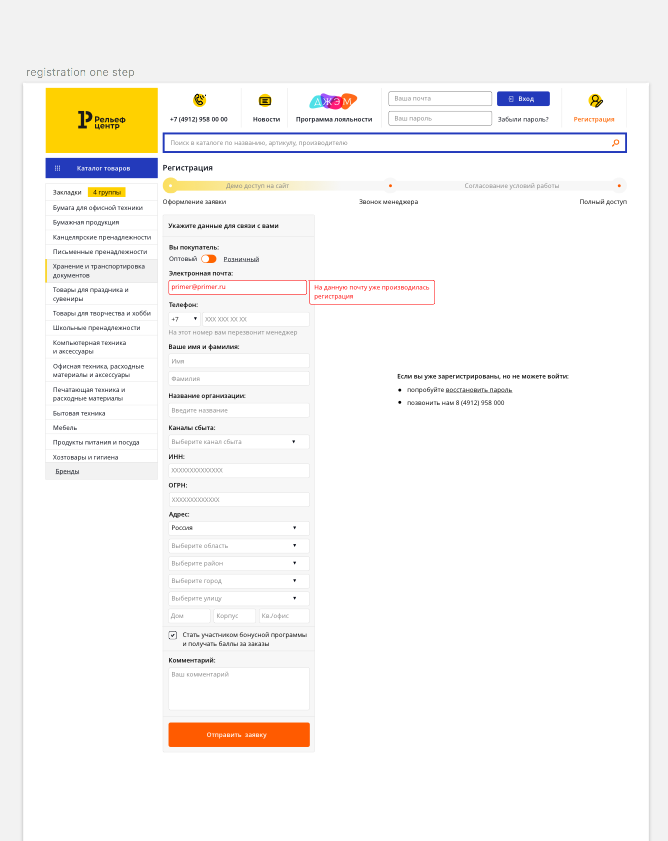 registration one step
Рельеф
центр
+7 (4912) 958 00 00
Новости
ДЖЭМ
Программа лояльности
Ваша почта
Вход
Ваш пароль
Забыли пароль?
Регистрация
Поиск в каталоге по названию, артикулу, производителю
Каталог товаров
Закладки 4 группы
Бумага для офисной техники
Бумажная продукция
Канцелярские пренадлежности
Письменные пренадлежности
Хранение и транспортировка
документов
Товары для праздника и
сувениры
Товары для творчества и хобби
Школьные пренадлежности
Компьютерная техника
и аксессуары
Офисная техника, расходные
материалы и аксессуары
Печатающая техника и
расходные материалы
Бытовая техника
Мебель
Продукты питания и посуда
Хозтовары и гигиена
Бренды
Регистрация
Демо доступ на сайт
Согласование условий работы
Оформление заявки
Звонок менеджера
Полный доступ
Укажите данные для связи с вами
Вы покупатель:
Оптовый Розничный
Электронная почта:
primer@primer.ru
На данную почту уже производилась
регистрация
Телефон:
+7 XXX XXX XX XX
На этот номер вам перезвонит менеджер
Ваше имя и фамилия:
Имя
Фамилия
Название организации:
Введите название
Каналы сбыта:
Выберите канал сбыта
ИНН:
XXXXXXXXXXXXXX
ОГРН:
XXXXXXXXXXXXX
Адрес:
Россия
Выберите область
Выберите район
Выберите город
Выберите улицу
Дом Корпус Кв./офис
Стать участником бонусной программы
и получать баллы за заказы
Комментарий:
Ваш комментарий
Отправить заявку
Если вы уже зарегистрированы, но не можете войти:
попробуйте восстановить пароль
позвонить нам 8 (4912) 958 000